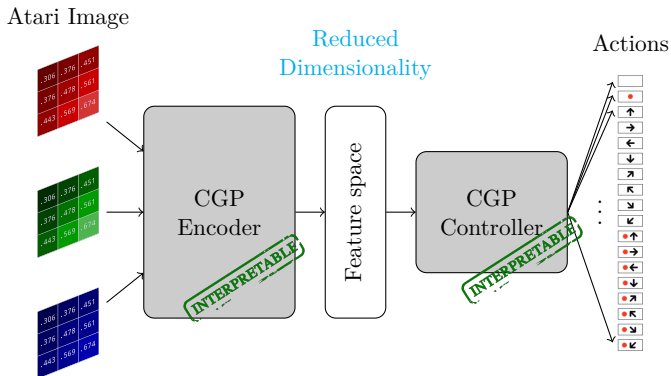 Atari Image
Reduced
Dimensionality
Actions
.306 .376 .451
.376 .478 .561
.443 .569 .674
.306 .376 .451
.376 .478 .561
.443 .569 .674
.306 .376 .451
.376 .478 .561
.443 .569 .674
CGP
Encoder
INTERPRETABLE
Feature space
CGP
Controller
INTERPRETABLE